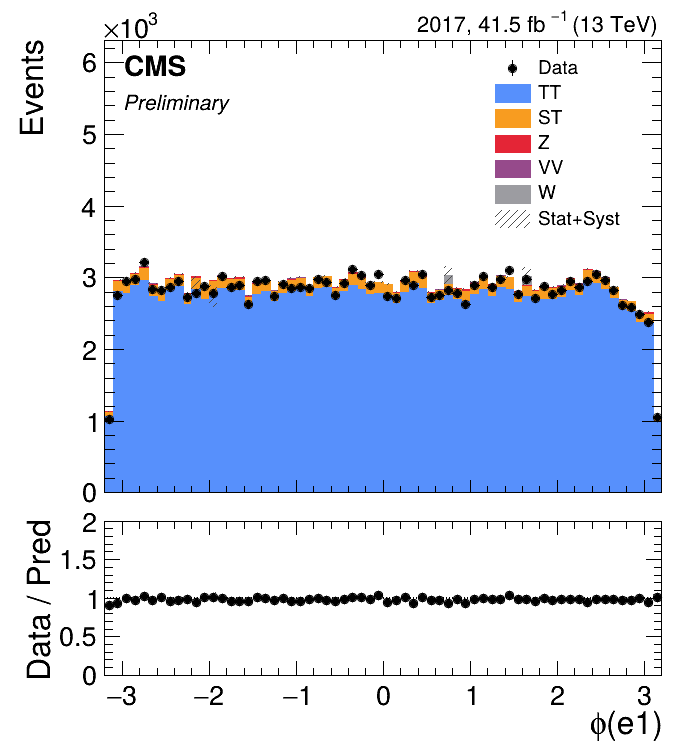 ×10³
2017, 41.5 fb⁻¹ (13 TeV)
CMS
Preliminary
Events
Data
TT
ST
Z
VV
W
Stat+Syst
6
5
4
3
2
1
0
Data / Pred
2
1.5
1
0.5
0
−3 −2 −1 0 1 2 3
ϕ(e1)